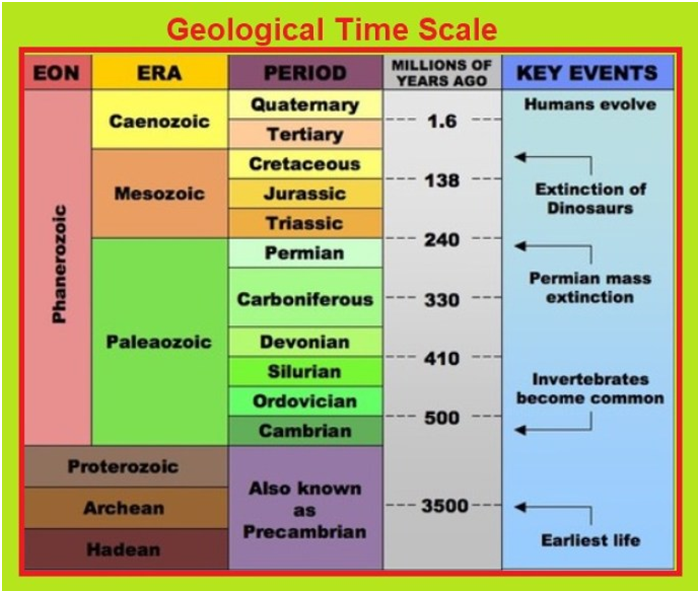 Geological Time Scale
EON
ERA
PERIOD
MILLIONS OF
YEARS AGO
KEY EVENTS
Phanerozoic
Caenozoic
Quaternary
Tertiary
1.6
Humans evolve
Mesozoic
Cretaceous
Jurassic
Triassic
138
Extinction of
Dinosaurs
Paleaozoic
Permian
Carboniferous
Devonian
Silurian
Ordovician
Cambrian
240
330
410
500
Permian mass
extinction
Invertebrates
become common
Proterozoic
Archean
Hadean
Also known
as
Precambrian
3500
Earliest life